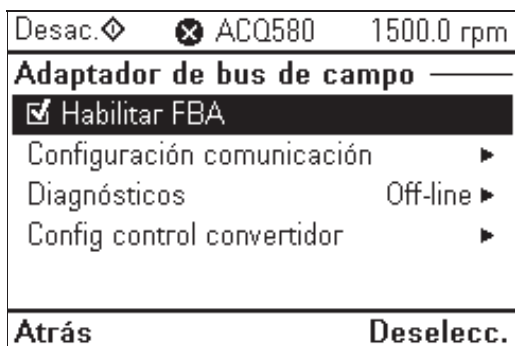 Desac. ACQ580 1500.0 rpm
Adaptador de bus de campo
Habilitar FBA
Configuración comunicación
Diagnósticos Off-line
Config control convertidor
Atrás Deselecc.